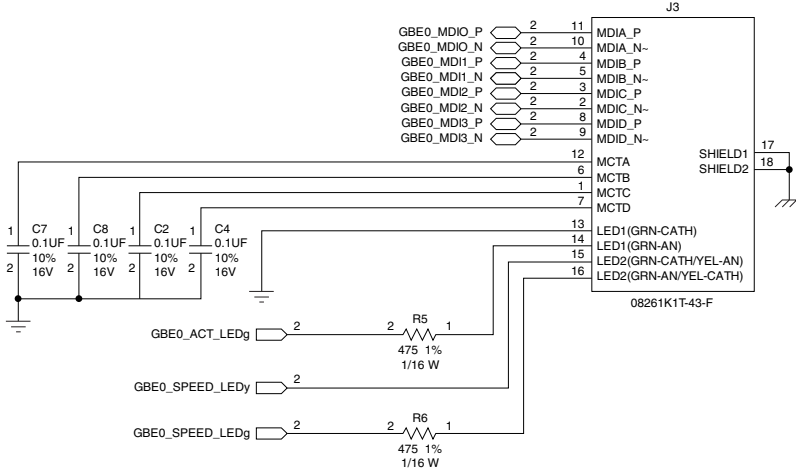 J3
GBE0_MDI0_P 2 11 MDIA_P
GBE0_MDI0_N 2 10 MDIA_N~
GBE0_MDI1_P 2 4 MDIB_P
GBE0_MDI1_N 2 5 MDIB_N~
GBE0_MDI2_P 2 3 MDIC_P
GBE0_MDI2_N 2 2 MDIC_N~
GBE0_MDI3_P 2 8 MDID_P
GBE0_MDI3_N 2 9 MDID_N~
SHIELD1 17
SHIELD2 18
12 MCTA
6 MCTB
1 MCTC
7 MCTD
13 LED1(GRN-CATH)
14 LED1(GRN-AN)
15 LED2(GRN-CATH/YEL-AN)
16 LED2(GRN-AN/YEL-CATH)
08261K1T-43-F
1 C7 1 C8 1 C2 1 C4
0.1UF 0.1UF 0.1UF 0.1UF
10% 10% 10% 10%
2 16V 2 16V 2 16V 2 16V
R5
GBE0_ACT_LEDg 2 2 1
475 1%
1/16 W
GBE0_SPEED_LEDy 2
R6
GBE0_SPEED_LEDg 2 2 1
475 1%
1/16 W